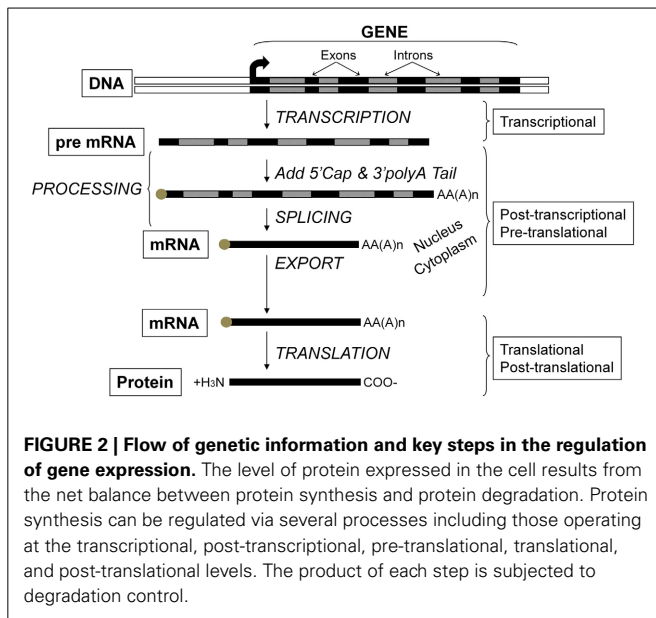 GENE
Exons Introns
DNA
TRANSCRIPTION
Transcriptional
pre mRNA
PROCESSING
Add 5'Cap & 3'polyA Tail
AA(A)n
SPLICING
Post-transcriptional
Pre-translational
mRNA
AA(A)n
Nucleus
Cytoplasm
EXPORT
mRNA
AA(A)n
TRANSLATION
Translational
Post-translational
Protein
+H3N
COO-
FIGURE 2 | Flow of genetic information and key steps in the regulation
of gene expression. The level of protein expressed in the cell results from
the net balance between protein synthesis and protein degradation. Protein
synthesis can be regulated via several processes including those operating
at the transcriptional, post-transcriptional, pre-translational, translational,
and post-translational levels. The product of each step is subjected to
degradation control.